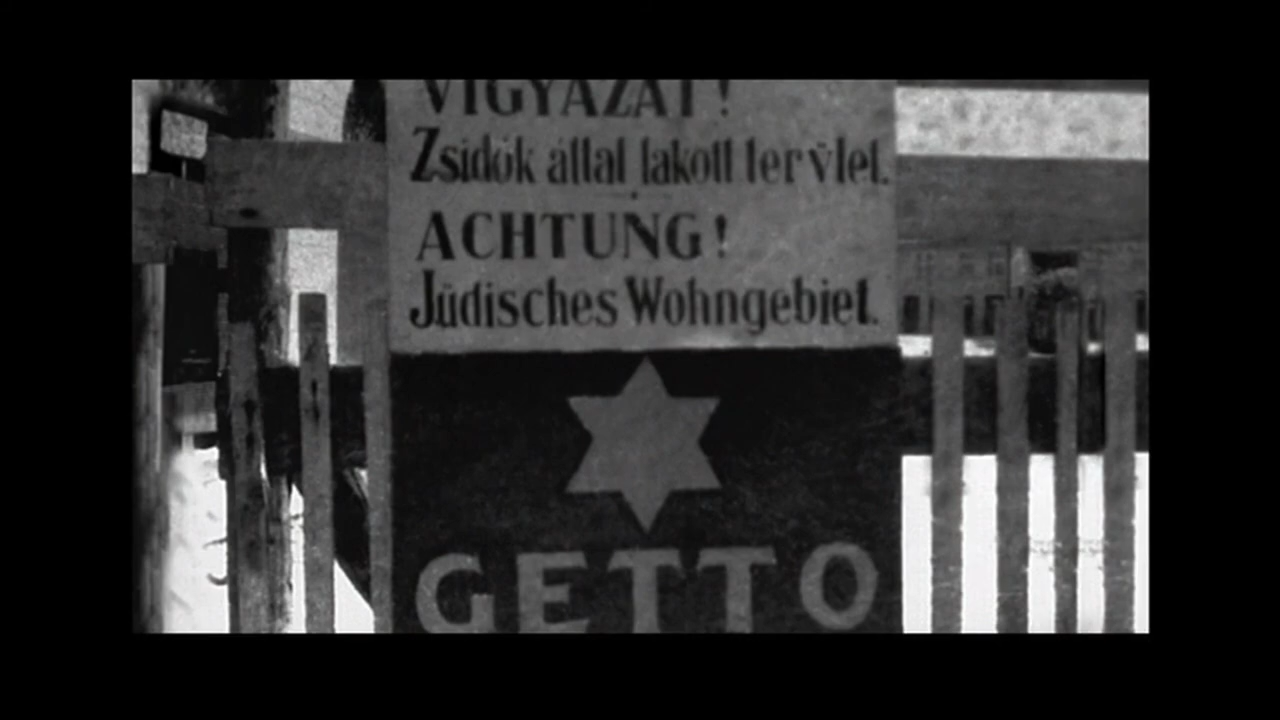 VIGYÁZAT!
Zsidók által lakott terület.
ACHTUNG!
Jüdisches Wohngebiet.
GETTO